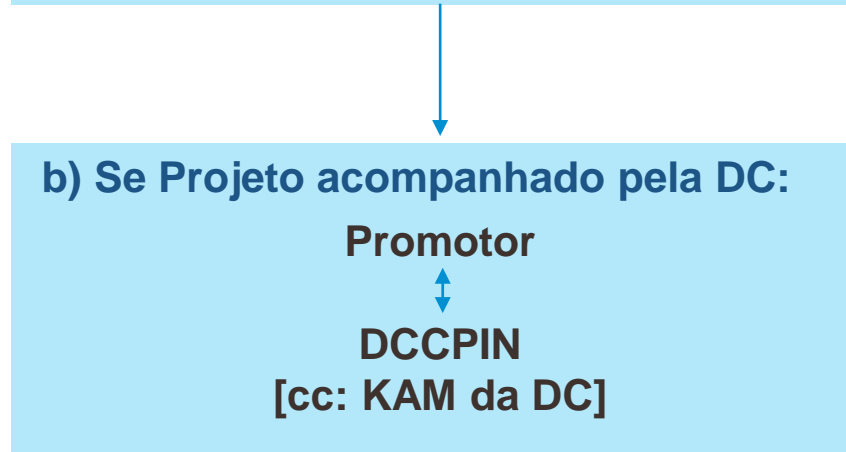 b) Se Projeto acompanhado pela DC:
Promotor
DCCPIN
[cc: KAM da DC]